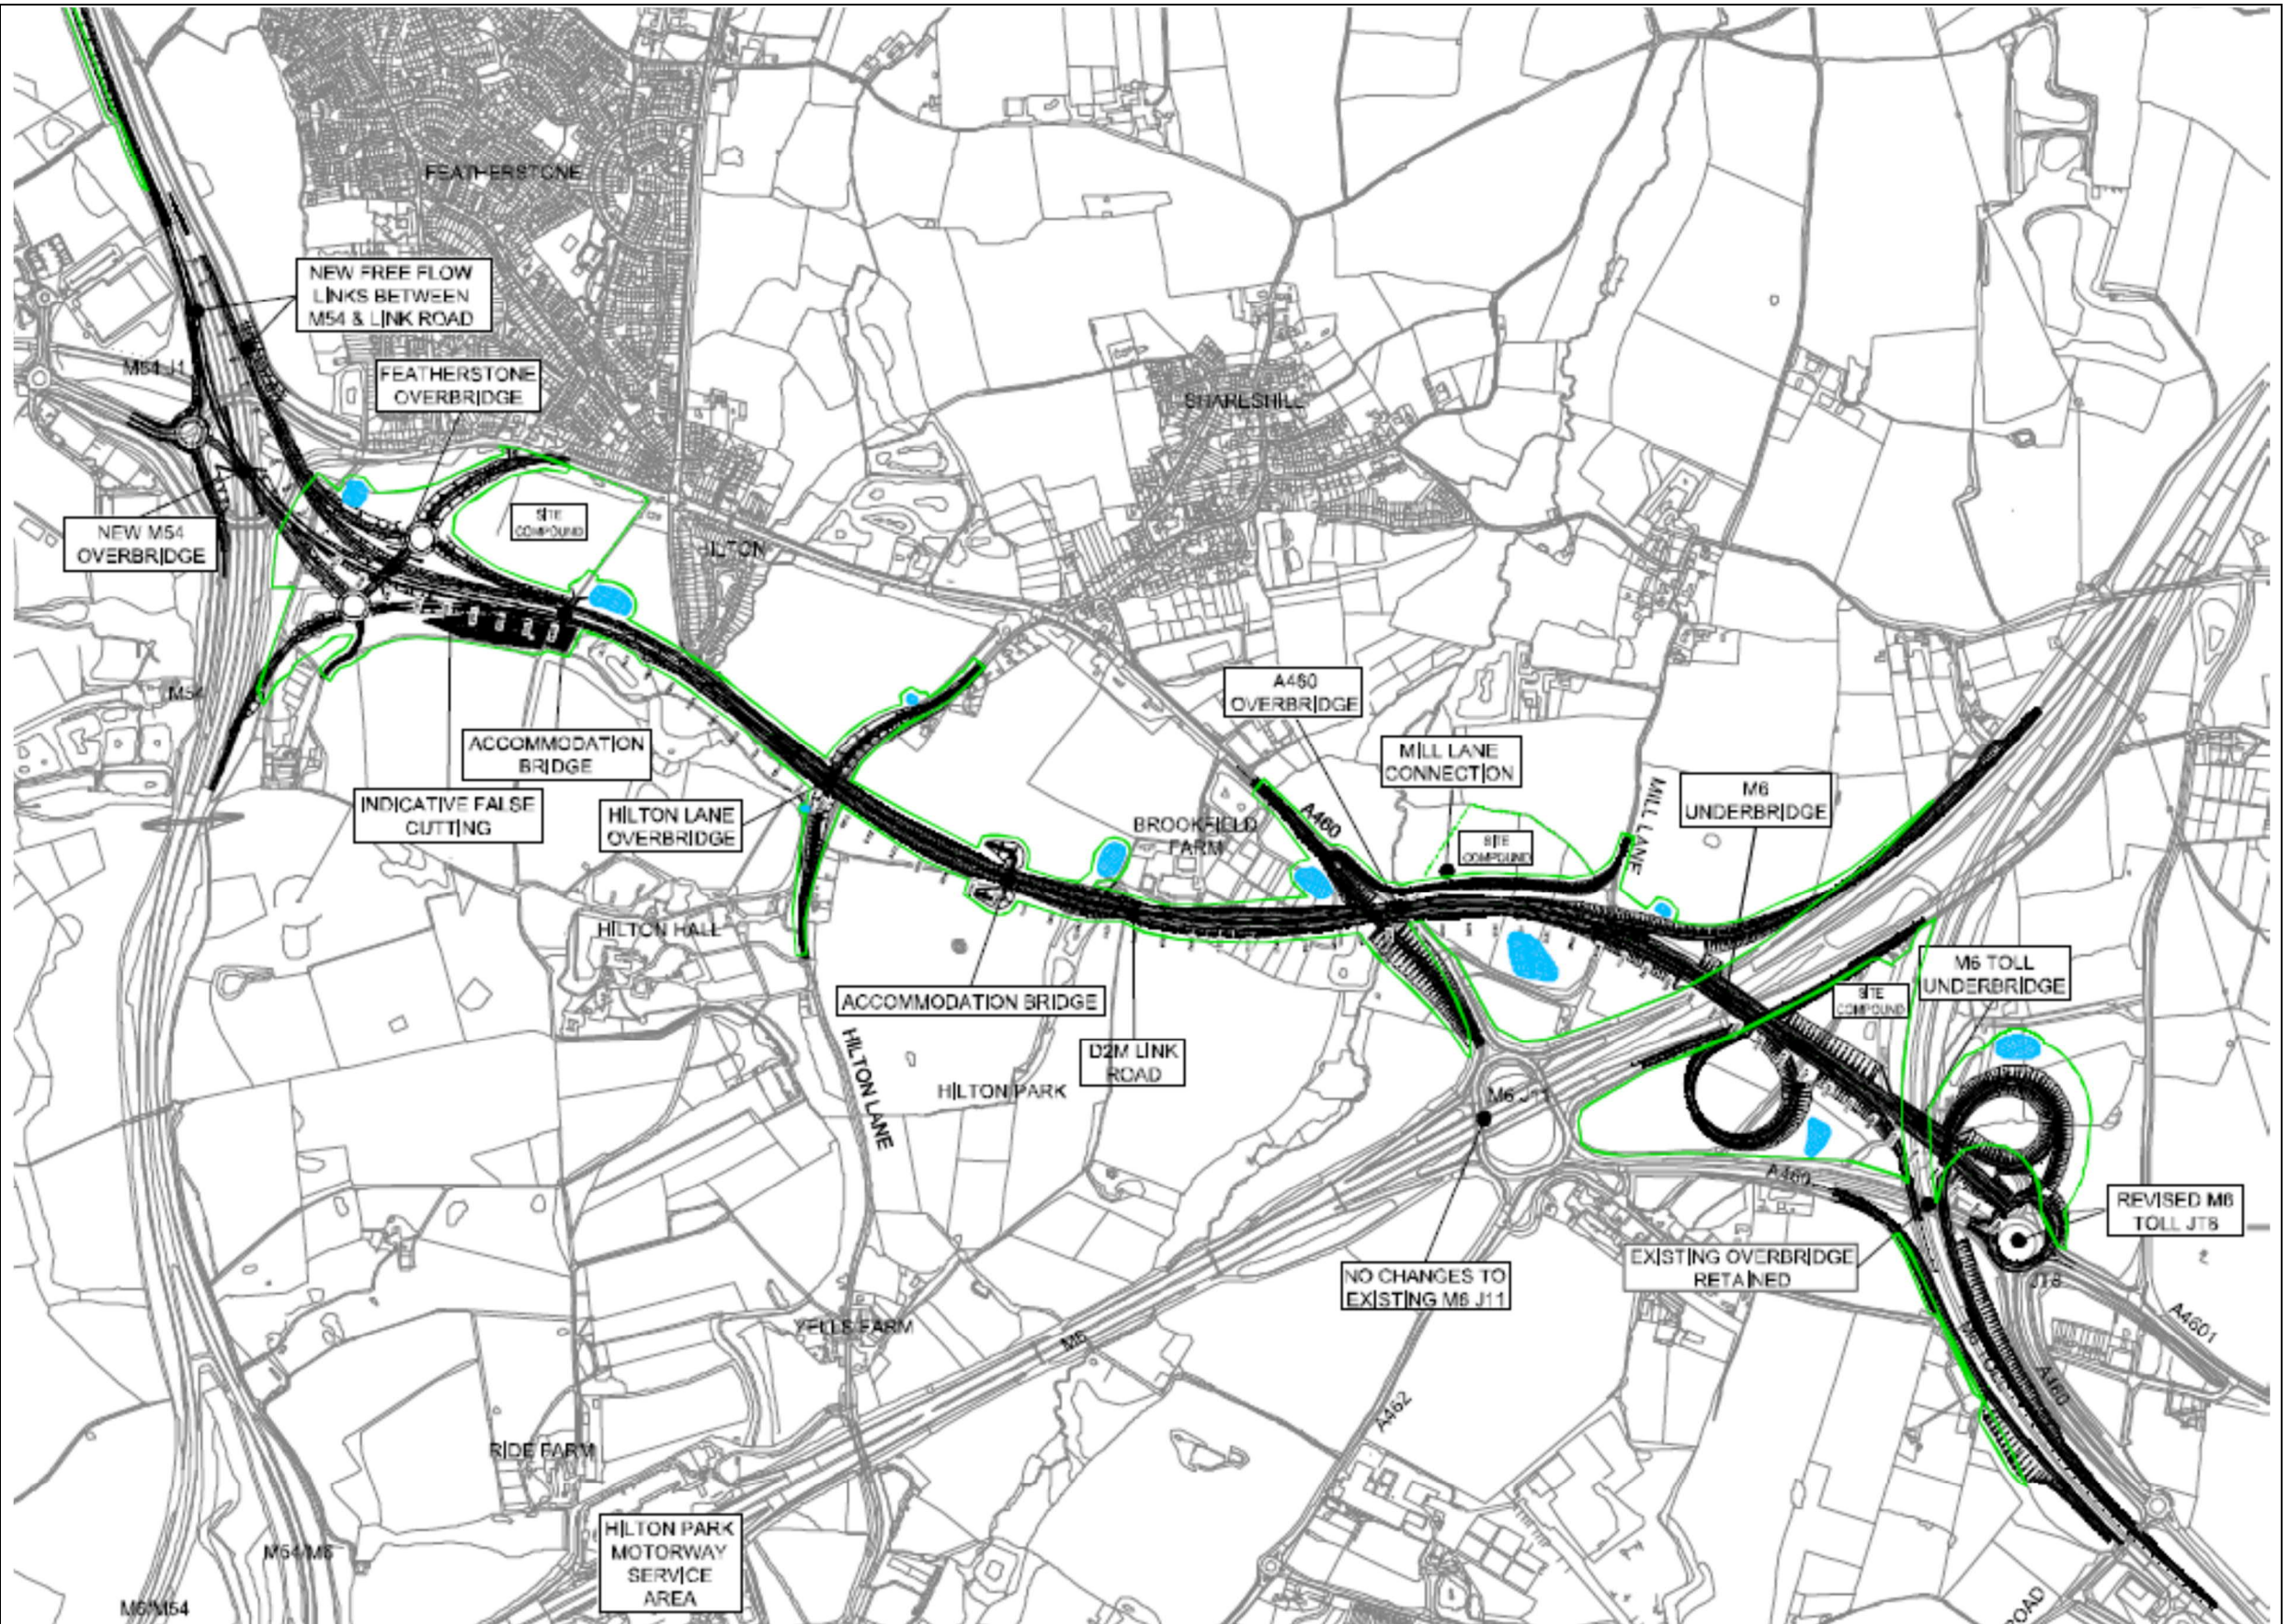 FEATHERSTONE
NEW FREE FLOW
LINKS BETWEEN
M54 & LINK ROAD
M54 J1
FEATHERSTONE
OVERBRIDGE
SHARESHILL
NEW M54
OVERBRIDGE
SITE
COMPOUND
HILTON
M54
A460
OVERBRIDGE
ACCOMMODATION
BRIDGE
MILL LANE
CONNECTION
MILL LANE
M6
UNDERBRIDGE
INDICATIVE FALSE
CUTTING
HILTON LANE
OVERBRIDGE
BROOKFIELD
FARM
A460
SITE
COMPOUND
HILTON HALL
ACCOMMODATION BRIDGE
M6 TOLL
UNDERBRIDGE
SITE
COMPOUND
D2M LINK
ROAD
HILTON LANE
HILTON PARK
M6 J11
A460
REVISED M6
TOLL JT8
EXISTING OVERBRIDGE
RETAINED
NO CHANGES TO
EXISTING M6 J11
JT8
A4601
YELLS FARM
M6
A460
A462
RIDE FARM
HILTON PARK
MOTORWAY
SERVICE
AREA
M54/M6
M6/M54
ROAD